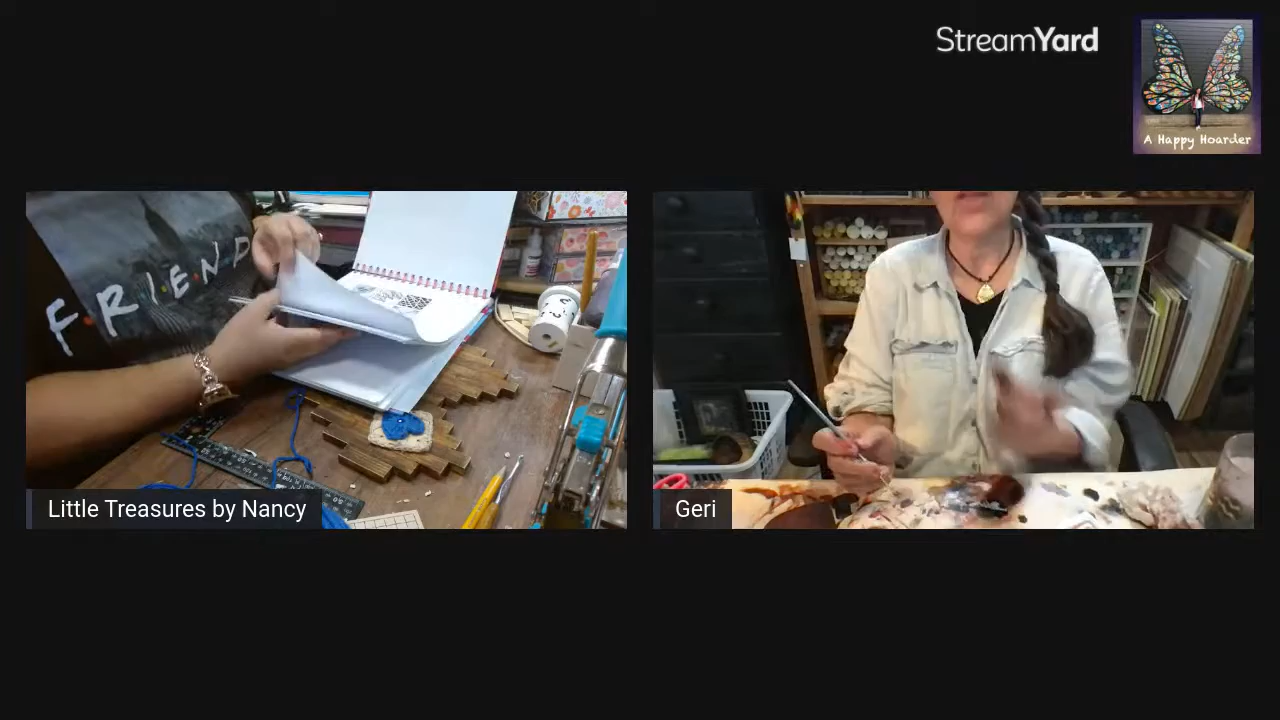 StreamYard
A Happy Hoarder
FRIEND
Little Treasures by Nancy
Geri